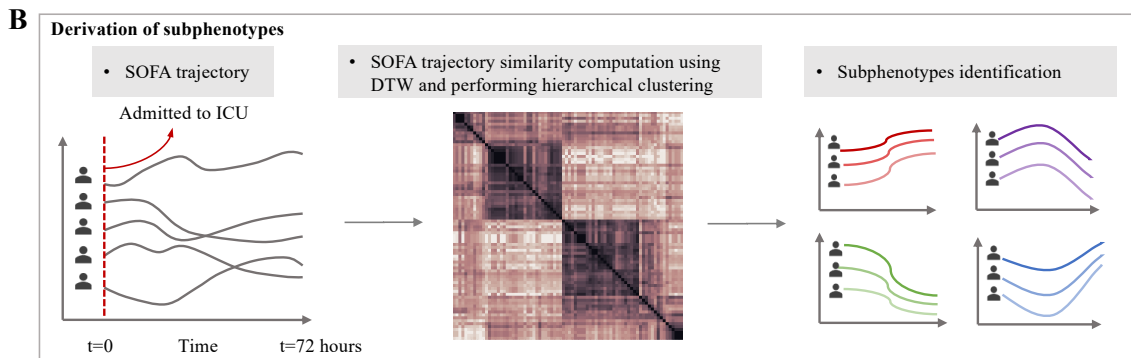 B
Derivation of subphenotypes
• SOFA trajectory
• SOFA trajectory similarity computation using
DTW and performing hierarchical clustering
• Subphenotypes identification
Admitted to ICU
t=0
Time
t=72 hours